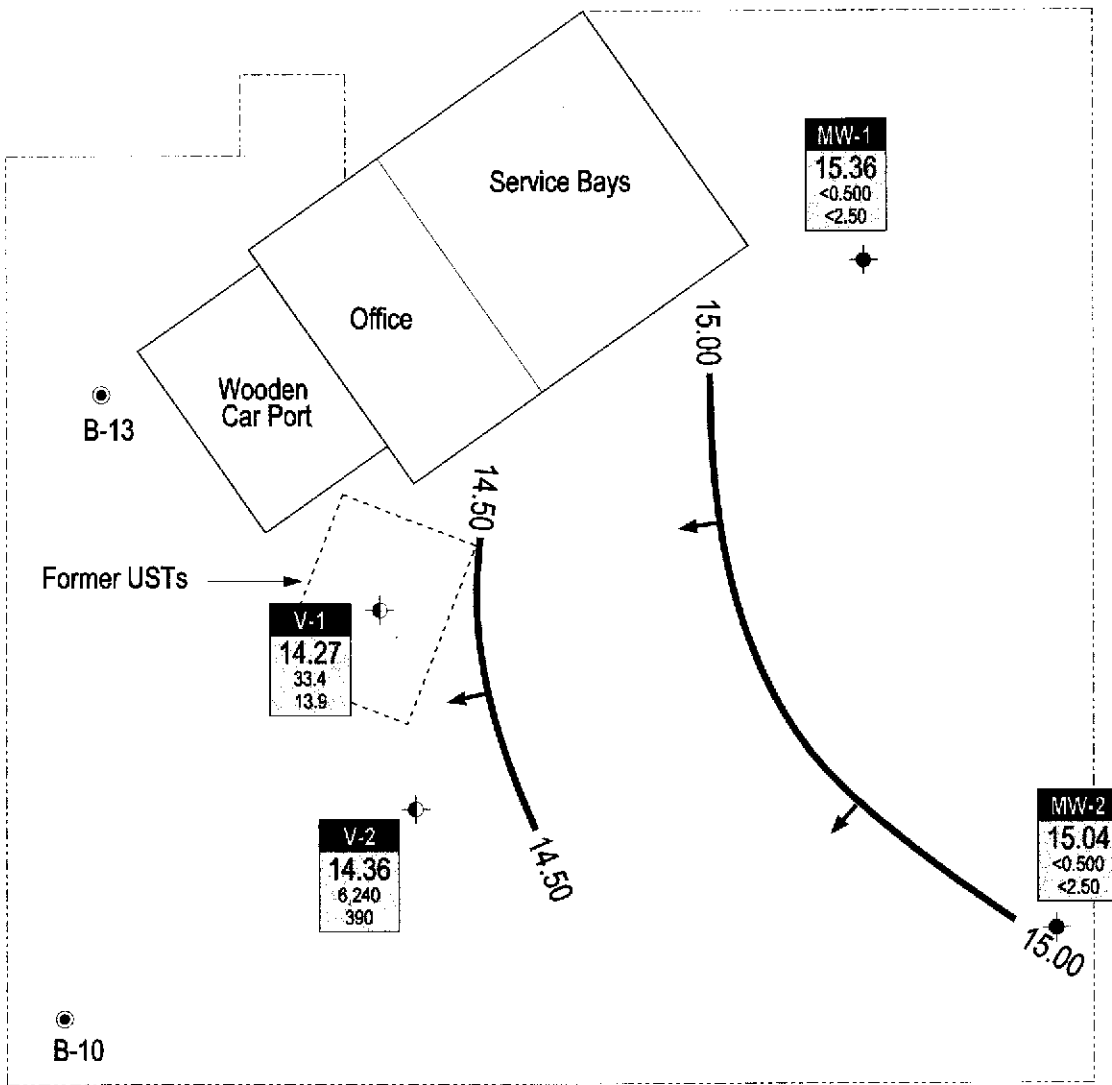 MW-1
15.36
<0.500
<2.50
Service Bays
Office
15.00
Wooden
Car Port
B-13
14.50
Former USTs
V-1
14.27
33.4
13.9
V-2
14.36
6,240
390
14.50
MW-2
15.04
<0.500
<2.50
15.00
B-10